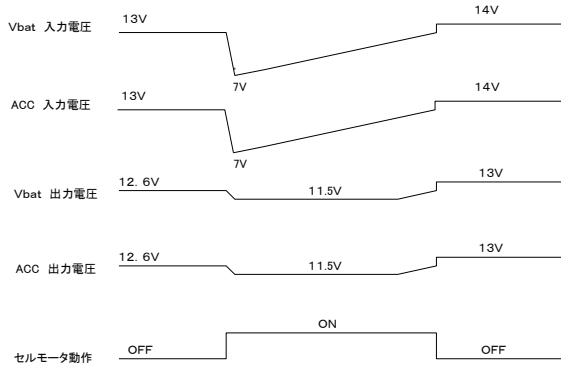 14V
13V
Vbat 入力電圧
7V
14V
13V
ACC 入力電圧
7V
13V
12. 6V
11.5V
Vbat 出力電圧
13V
12. 6V
11.5V
ACC 出力電圧
ON
OFF
OFF
セルモータ動作